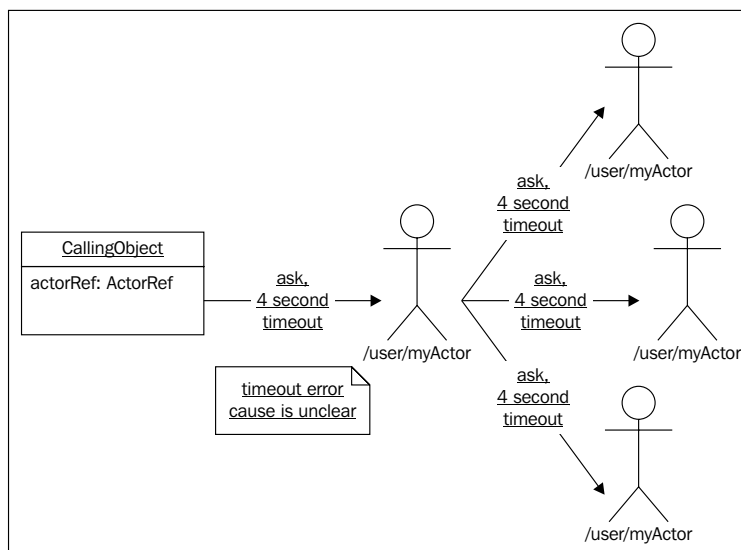 CallingObject
actorRef: ActorRef
ask,
4 second
timeout
/user/myActor
timeout error
cause is unclear
ask,
4 second
timeout
/user/myActor
ask,
4 second
timeout
/user/myActor
ask,
4 second
timeout
/user/myActor